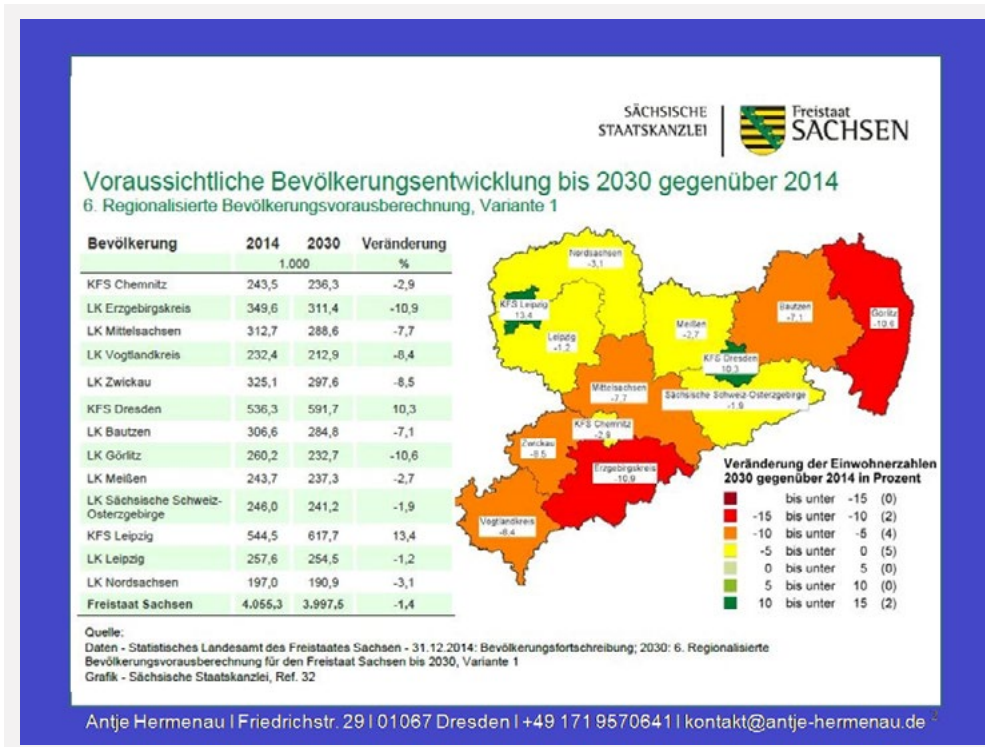 SÄCHSISCHE
STAATSKANZLEI
Freistaat
SACHSEN
Voraussichtliche Bevölkerungsentwicklung bis 2030 gegenüber 2014
6. Regionalisierte Bevölkerungsvorausberechnung, Variante 1
Bevölkerung 2014 2030 Veränderung
1.000 %
KFS Chemnitz 243,5 236,3 -2,9
LK Erzgebirgskreis 349,6 311,4 -10,9
LK Mittelsachsen 312,7 288,6 -7,7
LK Vogtlandkreis 232,4 212,9 -8,4
LK Zwickau 325,1 297,6 -8,5
KFS Dresden 536,3 591,7 10,3
LK Bautzen 306,6 284,8 -7,1
LK Görlitz 260,2 232,7 -10,6
LK Meißen 243,7 237,3 -2,7
LK Sächsische Schweiz-
Osterzgebirge 246,0 241,2 -1,9
KFS Leipzig 544,5 617,7 13,4
LK Leipzig 257,6 254,5 -1,2
LK Nordsachsen 197,0 190,9 -3,1
Freistaat Sachsen 4.055,3 3.997,5 -1,4
Nordsachsen
-3,1
KFS Leipzig
13,4
Leipzig
-1,2
Meißen
-2,7
Bautzen
-7,1
Görlitz
-10,6
KFS Dresden
10,3
Mittelsachsen
-7,7
Sächsische Schweiz-Osterzgebirge
-1,9
KFS Chemnitz
-2,9
Zwickau
-8,5
Erzgebirgskreis
-10,9
Vogtlandkreis
-8,4
Veränderung der Einwohnerzahlen
2030 gegenüber 2014 in Prozent
bis unter -15 (0)
-15 bis unter -10 (2)
-10 bis unter -5 (4)
-5 bis unter 0 (5)
0 bis unter 5 (0)
5 bis unter 10 (0)
10 bis unter 15 (2)
Quelle:
Daten - Statistisches Landesamt des Freistaates Sachsen - 31.12.2014: Bevölkerungsfortschreibung; 2030: 6. Regionalisierte
Bevölkerungsvorausberechnung für den Freistaat Sachsen bis 2030, Variante 1
Grafik - Sächsische Staatskanzlei, Ref. 32
Antje Hermenau I Friedrichstr. 29 I 01067 Dresden I +49 171 9570641 I kontakt@antje-hermenau.de